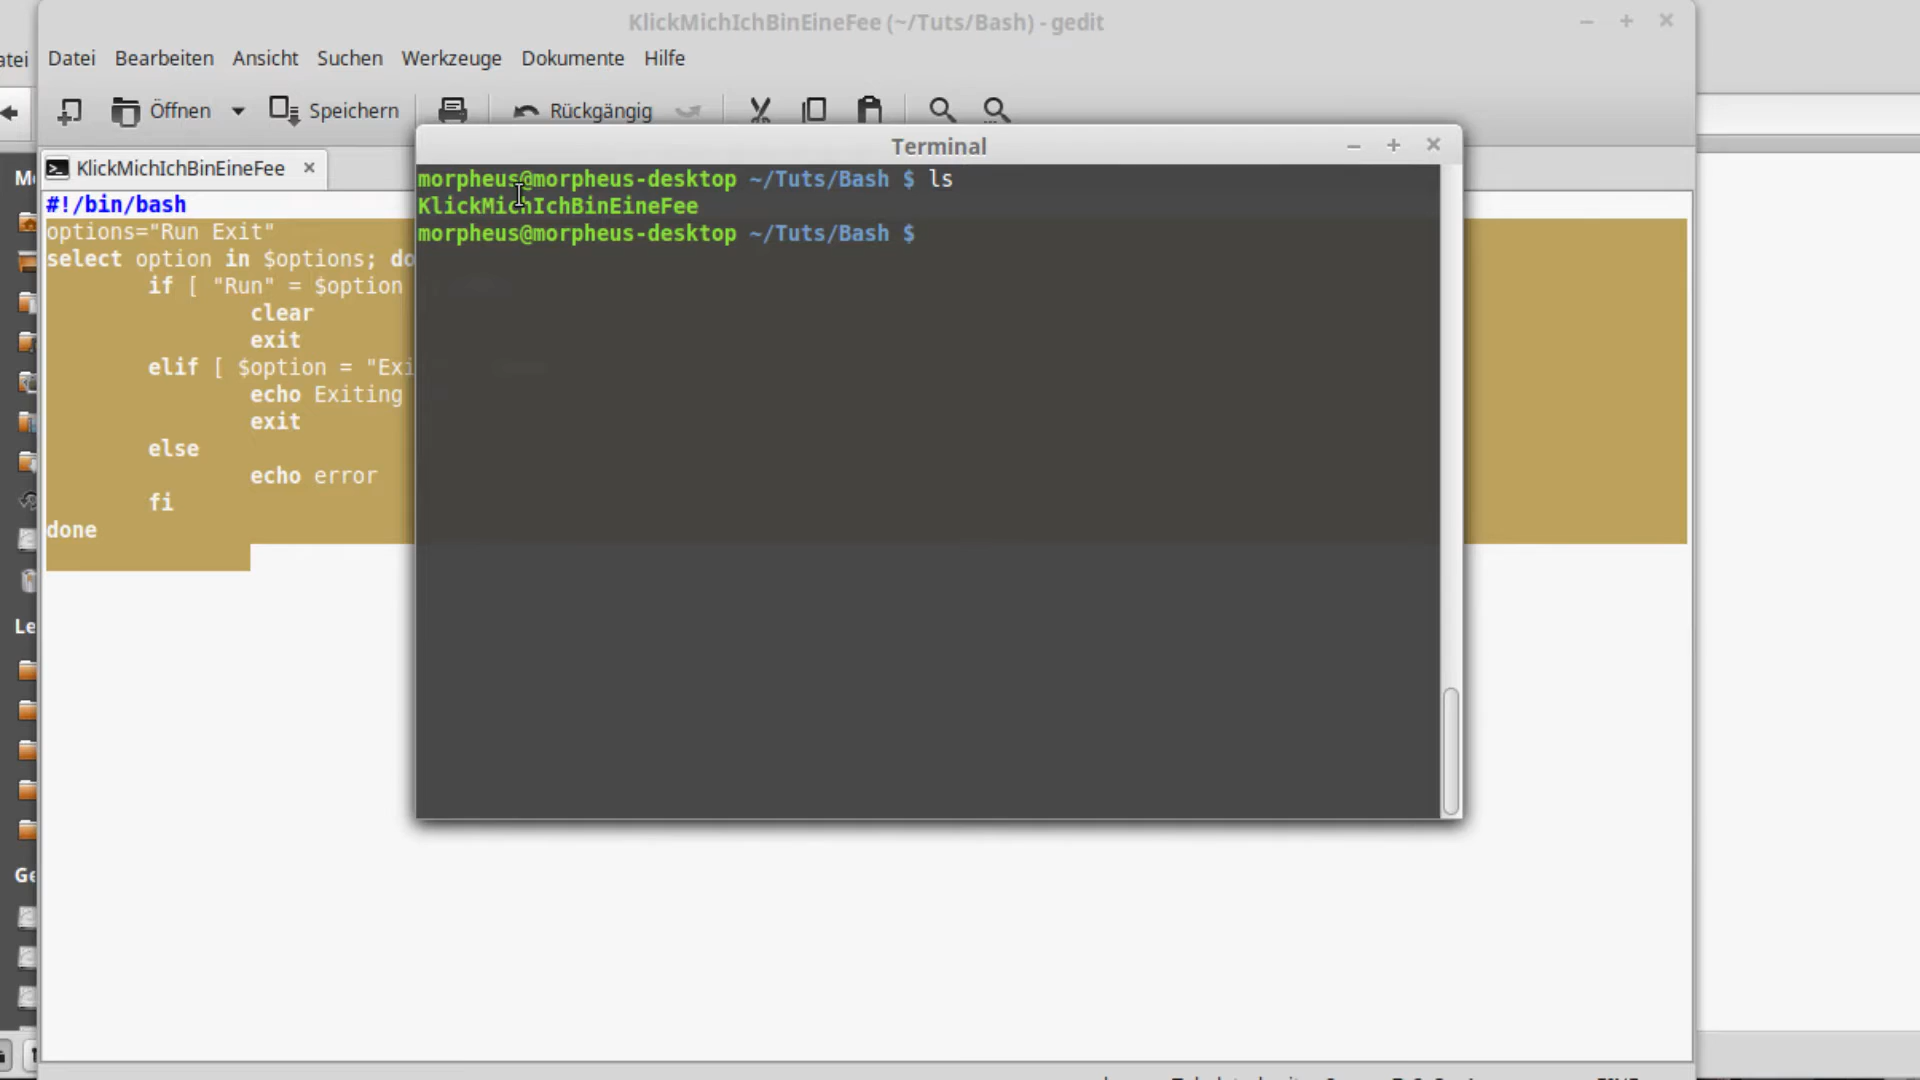 KlickMichIchBinEineFee (~/Tuts/Bash) - gedit
Datei Bearbeiten Ansicht Suchen Werkzeuge Dokumente Hilfe
Öffnen Speichern Rückgängig
Terminal
KlickMichIchBinEineFee
morpheus@morpheus-desktop ~/Tuts/Bash $ ls
KlickMichIchBinEineFee
morpheus@morpheus-desktop ~/Tuts/Bash $
#!/bin/bash
options="Run Exit"
select option in $options; do
if [ "Run" = $option
clear
exit
elif [ $option = "Exi
echo Exiting
exit
else
echo error
fi
done